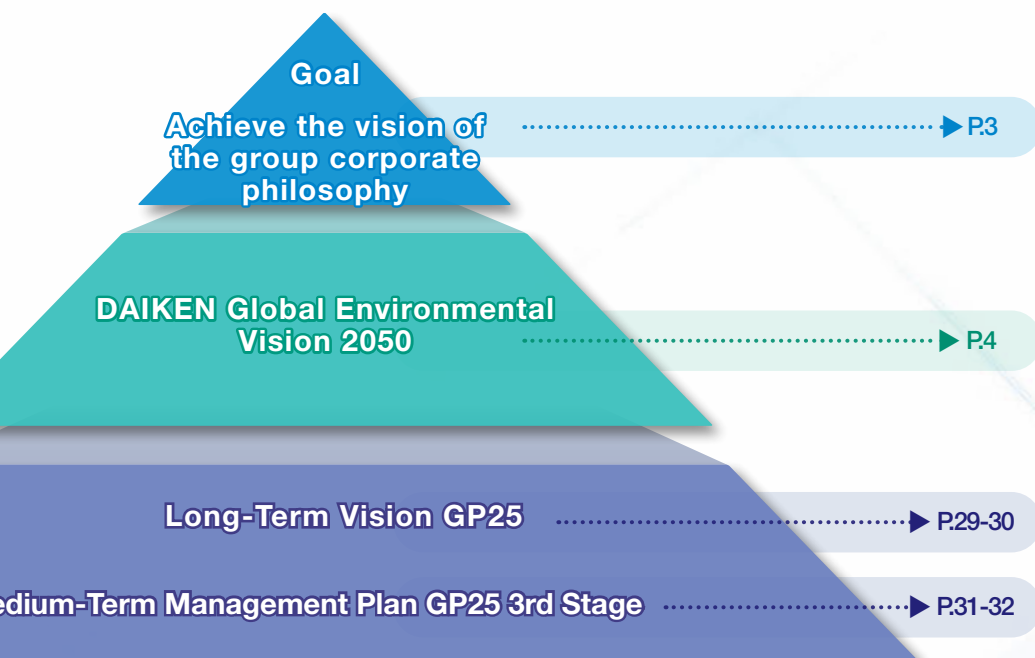 Goal
Achieve the vision of
the group corporate
philosophy
P.3
DAIKEN Global Environmental
Vision 2050
P.4
Long-Term Vision GP25
P.29-30
edium-Term Management Plan GP25 3rd Stage
P.31-32